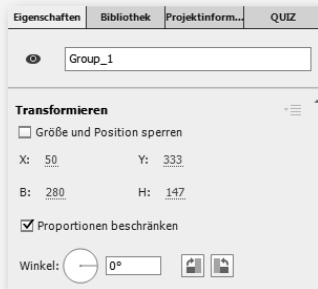 Eigenschaften Bibliothek Projektinform... QUIZ
Group_1
Transformieren
Größe und Position sperren
X: 50 Y: 333
B: 280 H: 147
Proportionen beschränken
Winkel: 0°